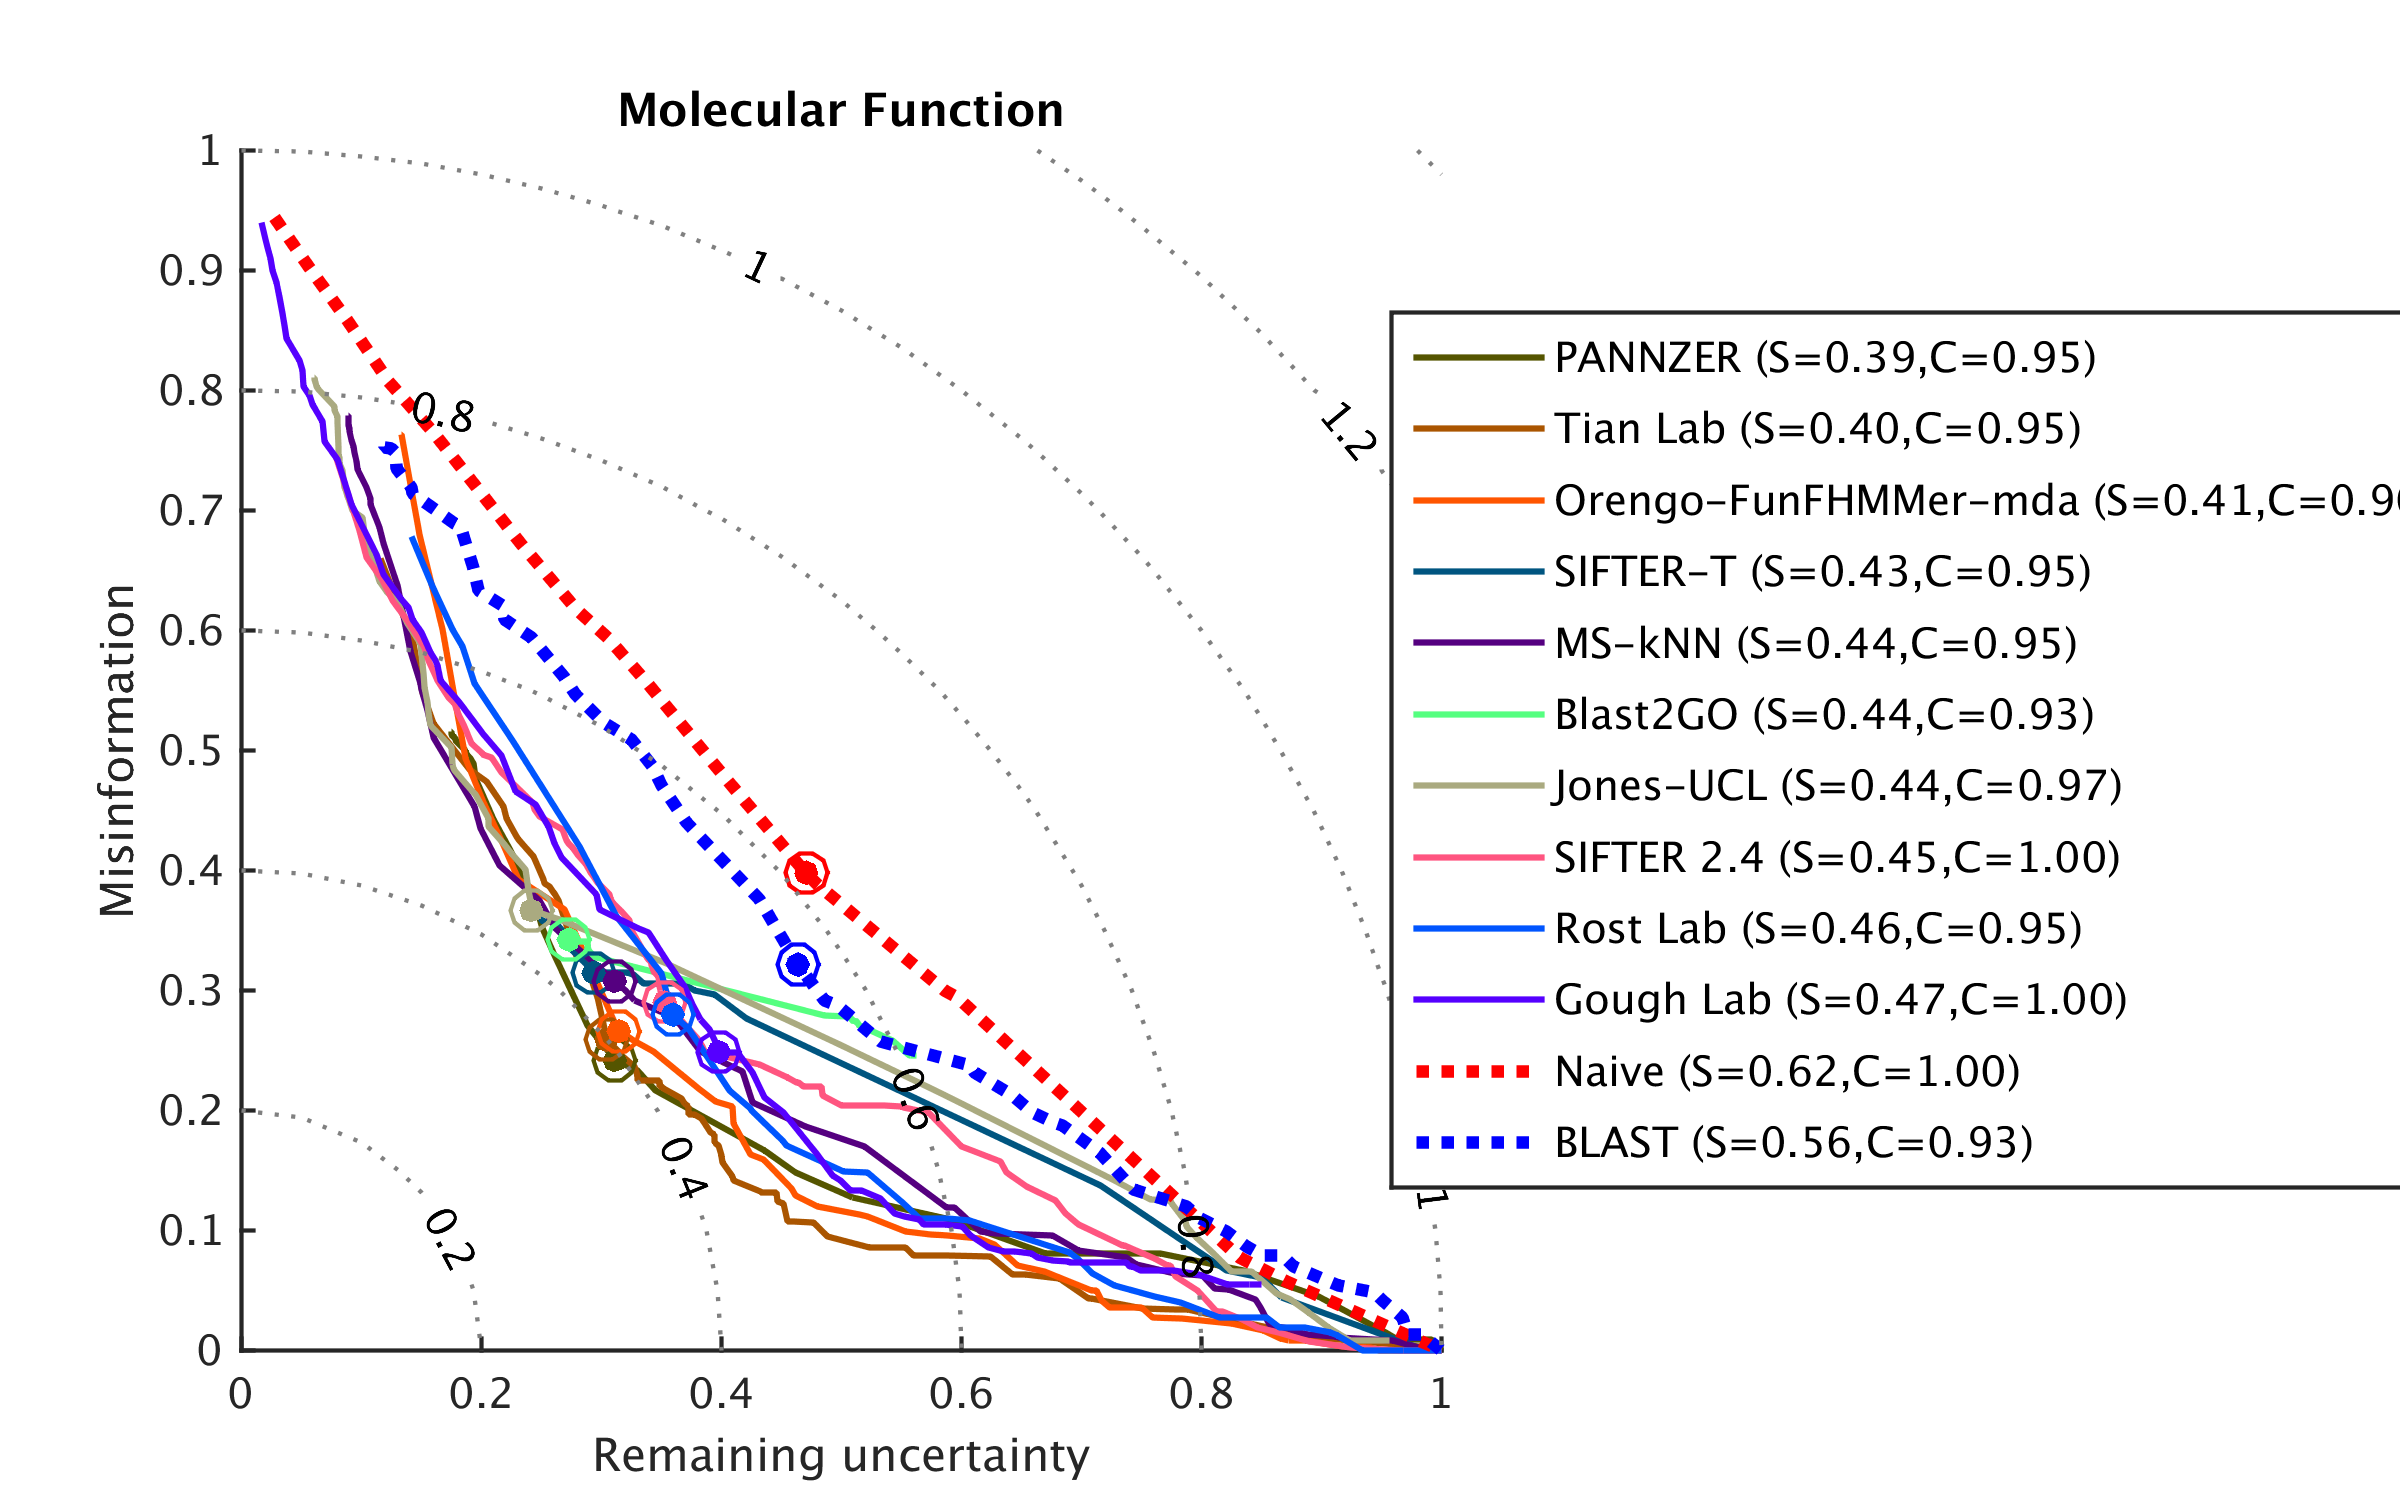 Molecular Function
1
0.9
0.8
0.7
0.6
0.5
0.4
0.3
0.2
0.1
0
Misinformation
0
0.2
0.4
0.6
0.8
1
Remaining uncertainty
0.2
0.4
0.6
0.8
0.8
1
1
1.2
PANNZER (S=0.39,C=0.95)
Tian Lab (S=0.40,C=0.95)
Orengo-FunFHMMer-mda (S=0.41,C=0.9
SIFTER-T (S=0.43,C=0.95)
MS-kNN (S=0.44,C=0.95)
Blast2GO (S=0.44,C=0.93)
Jones-UCL (S=0.44,C=0.97)
SIFTER 2.4 (S=0.45,C=1.00)
Rost Lab (S=0.46,C=0.95)
Gough Lab (S=0.47,C=1.00)
Naive (S=0.62,C=1.00)
BLAST (S=0.56,C=0.93)